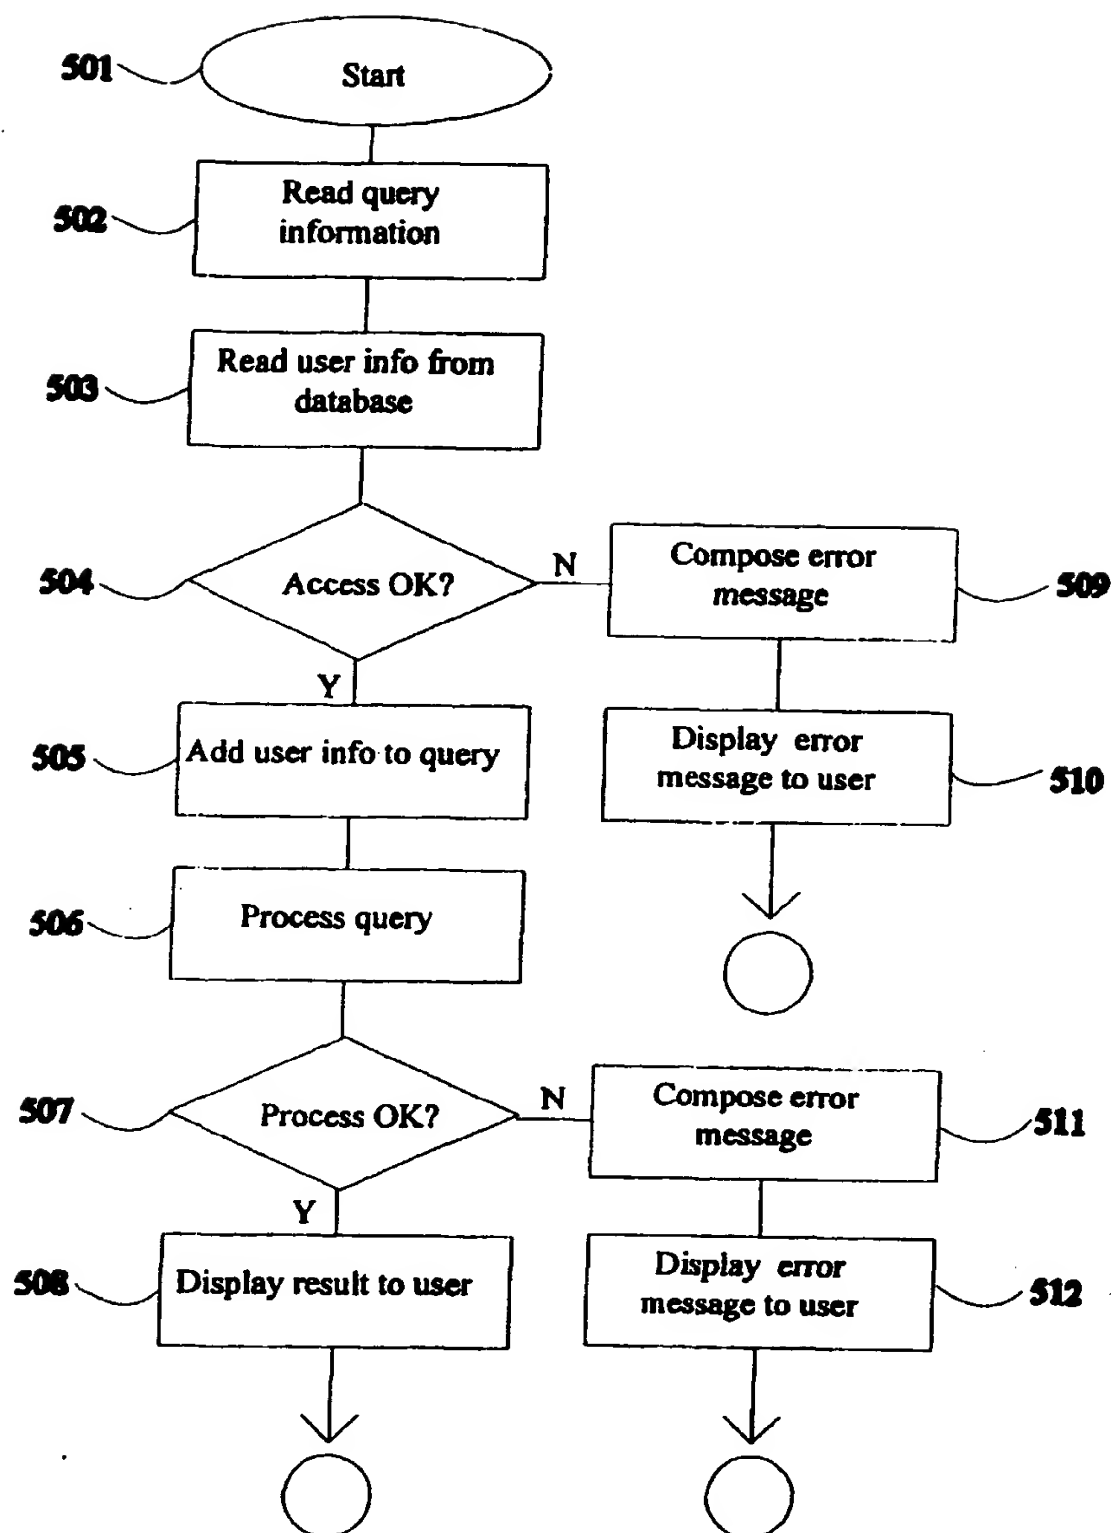 501
Start
502
Read query
information
503
Read user info from
database
504
Access OK?
N
Compose error
message
509
Y
505
Add user info to query
Display error
message to user
510
506
Process query
507
Process OK?
N
Compose error
message
511
Y
508
Display result to user
Display error
message to user
512